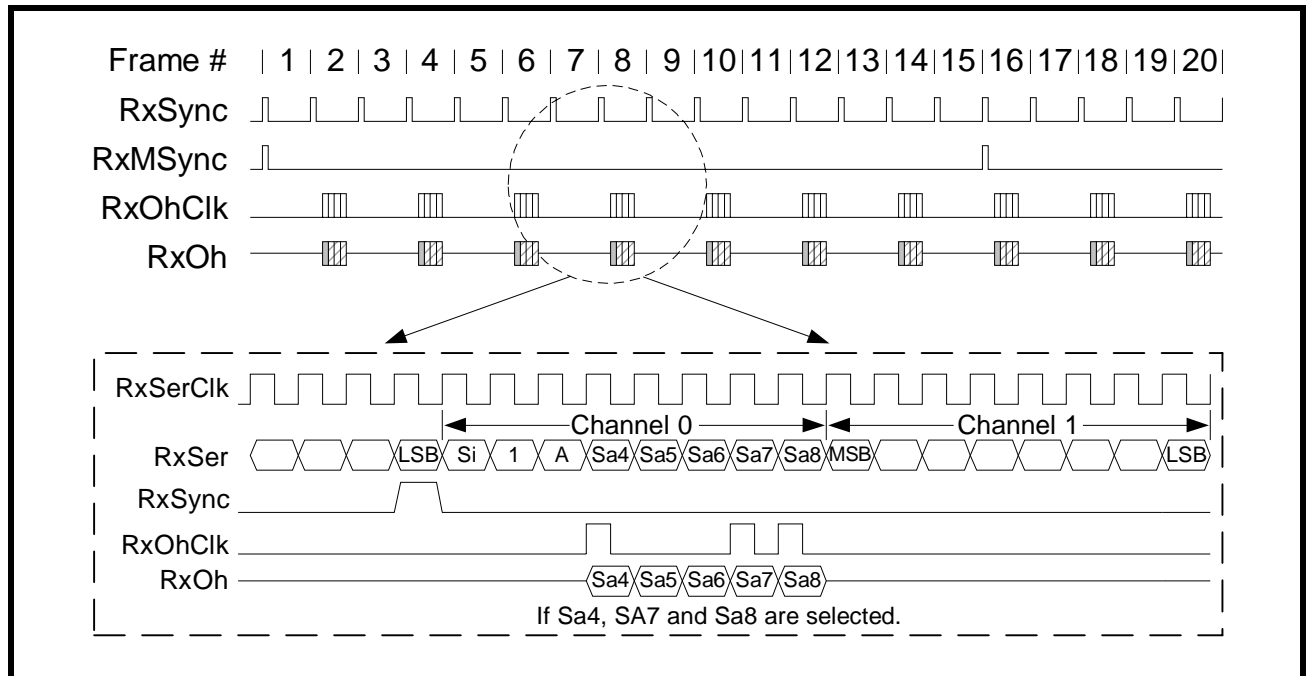 Frame # | 1 | 2 | 3 | 4 | 5 | 6 | 7 | 8 | 9 |10|11|12|13|14|15|16|17|18|19|20|
RxSync
RxMSync
RxOhClk
RxOh
RxSerClk
Channel 0 Channel 1
RxSer LSB Si 1 A Sa4 Sa5 Sa6 Sa7 Sa8 MSB LSB
RxSync
RxOhClk
RxOh Sa4 Sa5 Sa6 Sa7 Sa8
If Sa4, SA7 and Sa8 are selected.